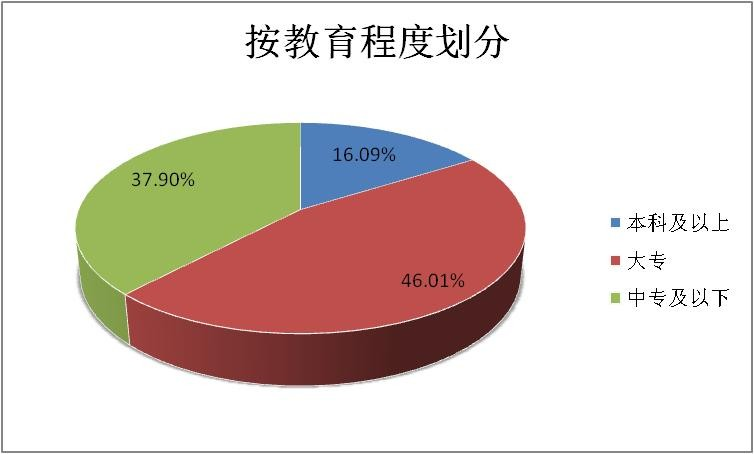 按教育程度划分
16.09%
37.90%
46.01%
本科及以上
大专
中专及以下